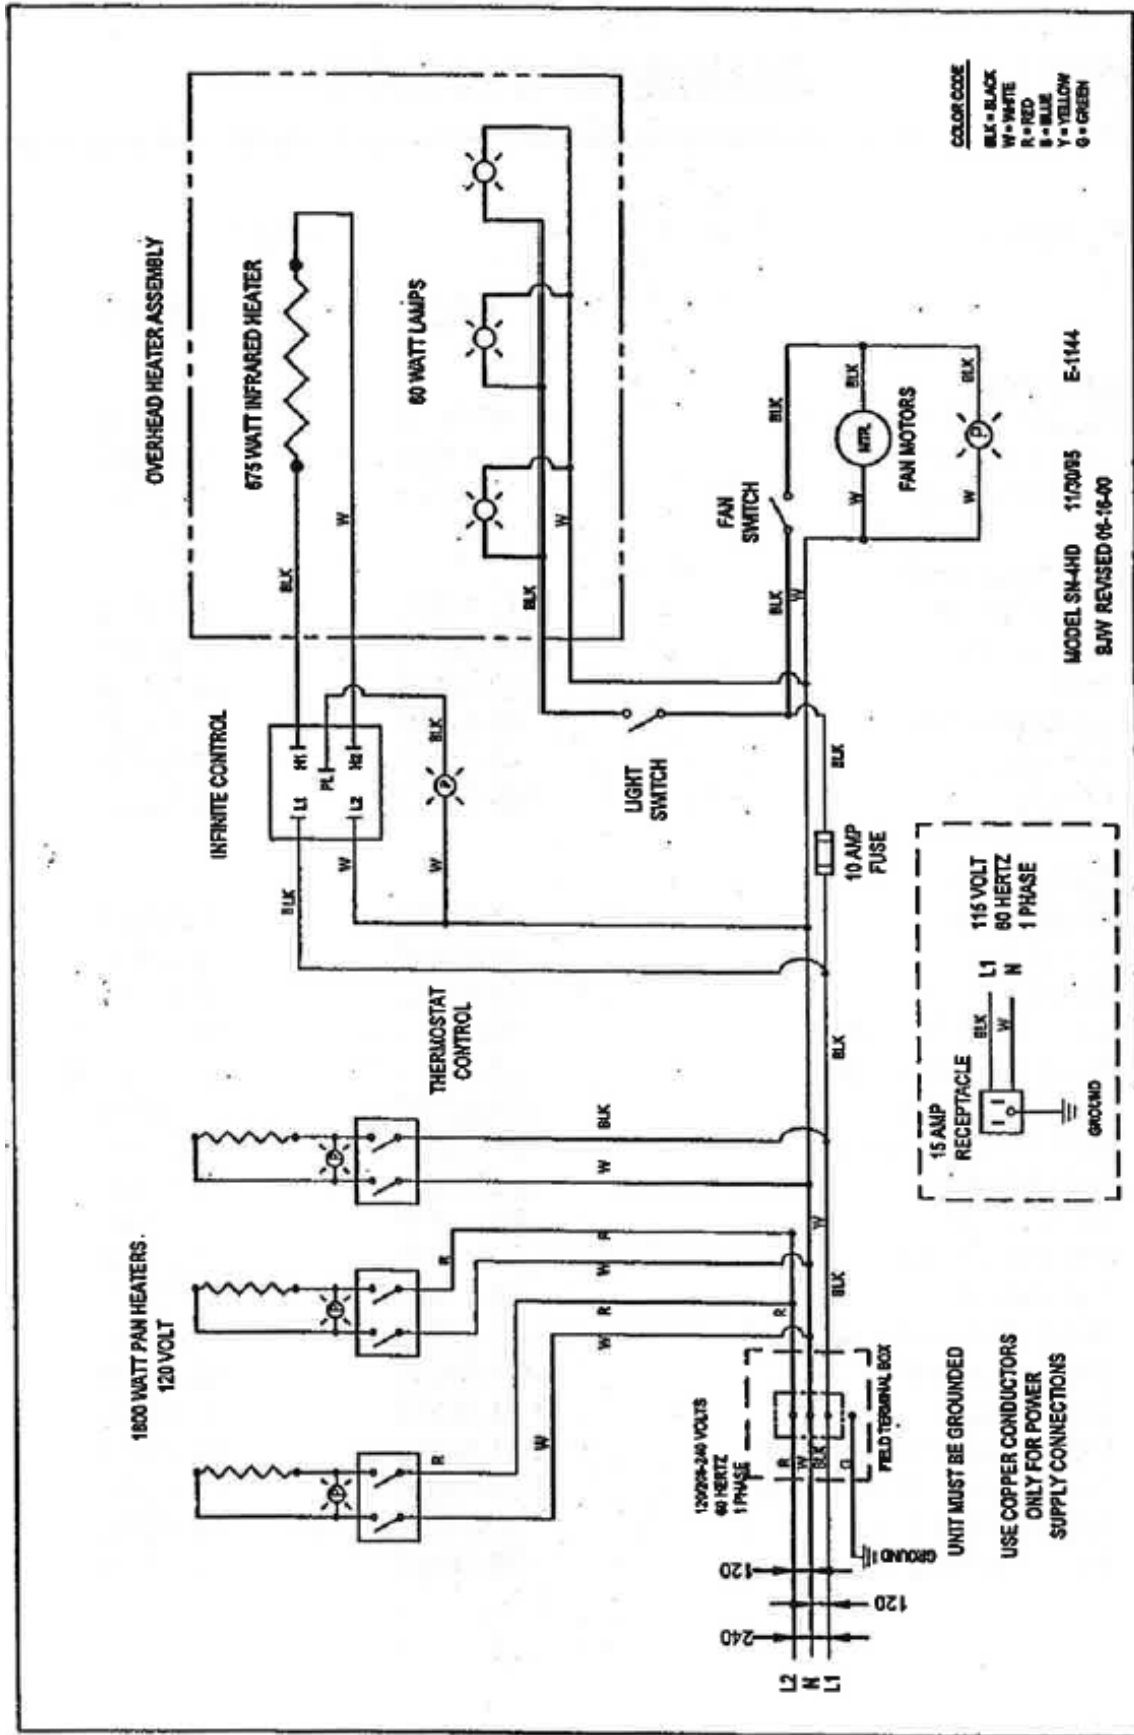 OVERHEAD HEATER ASSEMBLY
675 WATT INFRARED HEATER
BLK
W
60 WATT LAMPS
BLK
W
INFINITE CONTROL
L1
H1
PL
L2
H2
BLK
W
W
BLK
P
THERMOSTAT
CONTROL
1800 WATT PAN HEATERS.
120 VOLT
P
P
P
R
W
R
W
R
W
R
W
BLK
LIGHT
SWITCH
FAN
SWITCH
BLK
BLK
W
W
MTR.
BLK
FAN MOTORS
W
P
BLK
10 AMP
FUSE
BLK
BLK
BLK
W
R
120/208-240 VOLTS
60 HERTZ
1 PHASE
R
W
BLK
G
FIELD TERMINAL BOX
GROUND
240
120
120
L2
N
L1
UNIT MUST BE GROUNDED
USE COPPER CONDUCTORS
ONLY FOR POWER
SUPPLY CONNECTIONS
15 AMP
RECEPTACLE
BLK
W
L1
N
115 VOLT
60 HERTZ
1 PHASE
GROUND
MODEL SN-4HD 11/30/95 E-1144
SJW REVISED 06-16-00
COLOR CODE
BLK = BLACK
W = WHITE
R = RED
B = BLUE
Y = YELLOW
G = GREEN